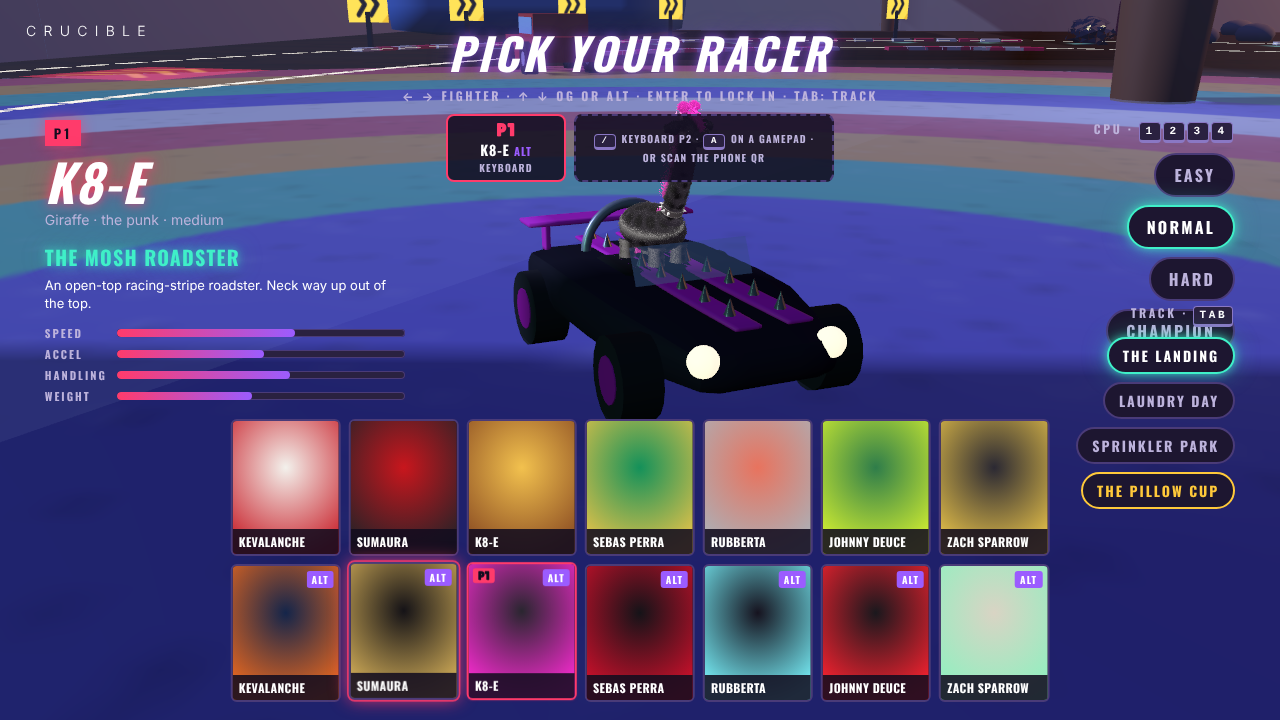 CRUCIBLE
PICK YOUR RACER
← → FIGHTER · ↑ ↓ OG OR ALT · ENTER TO LOCK IN · TAB: TRACK
P1
K8-E
Giraffe · the punk · medium
THE MOSH ROADSTER
An open-top racing-stripe roadster. Neck way up out of
the top.
SPEED
ACCEL
HANDLING
WEIGHT
P1
K8-E ALT
KEYBOARD
/ KEYBOARD P2 · A ON A GAMEPAD ·
OR SCAN THE PHONE QR
CPU · 1 2 3 4
EASY
NORMAL
HARD
CHAMPION
TRACK · TAB
THE LANDING
LAUNDRY DAY
SPRINKLER PARK
THE PILLOW CUP
KEVALANCHE
SUMAURA
K8-E
SEBAS PERRA
RUBBERTA
JOHNNY DEUCE
ZACH SPARROW
ALT
KEVALANCHE
ALT
SUMAURA
P1 ALT
K8-E
ALT
SEBAS PERRA
ALT
RUBBERTA
ALT
JOHNNY DEUCE
ALT
ZACH SPARROW